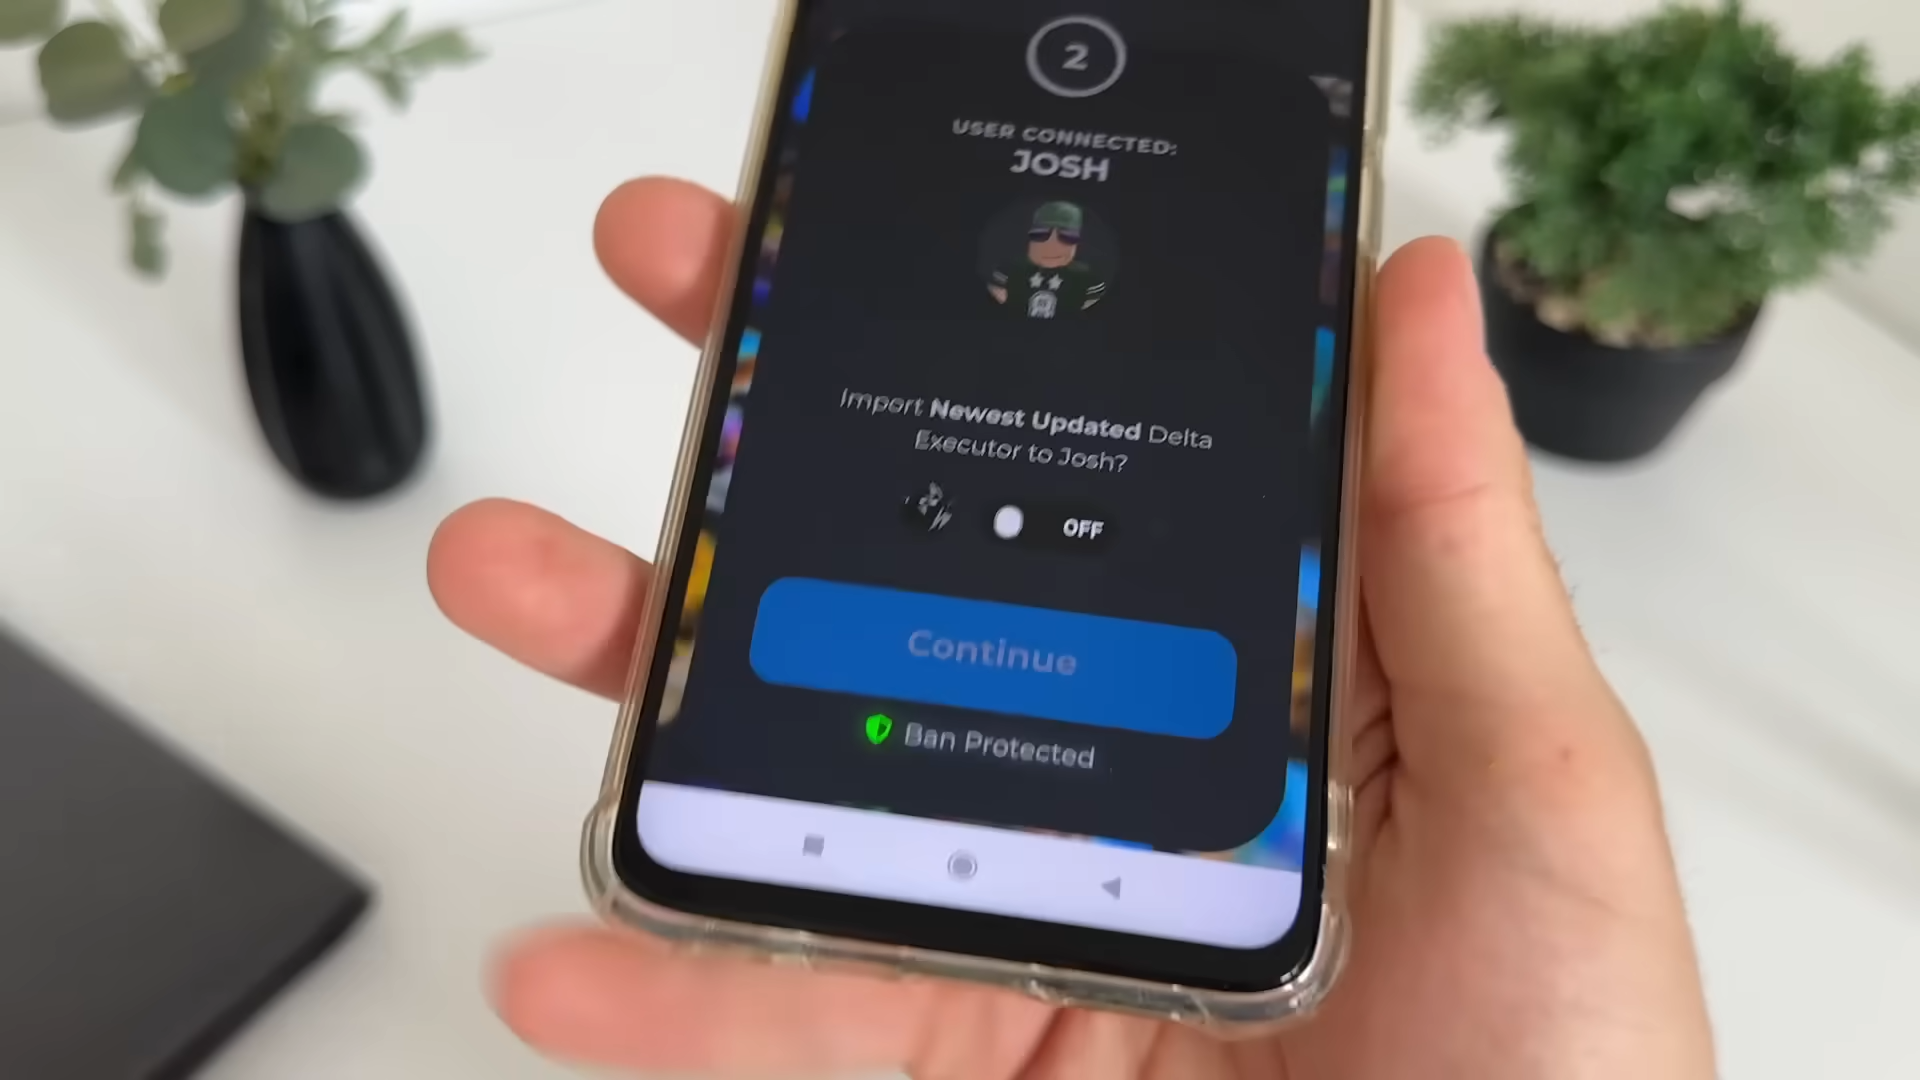 2
USER CONNECTED:
JOSH
Import Newest Updated Delta
Executor to Josh?
OFF
Continue
Ban Protected